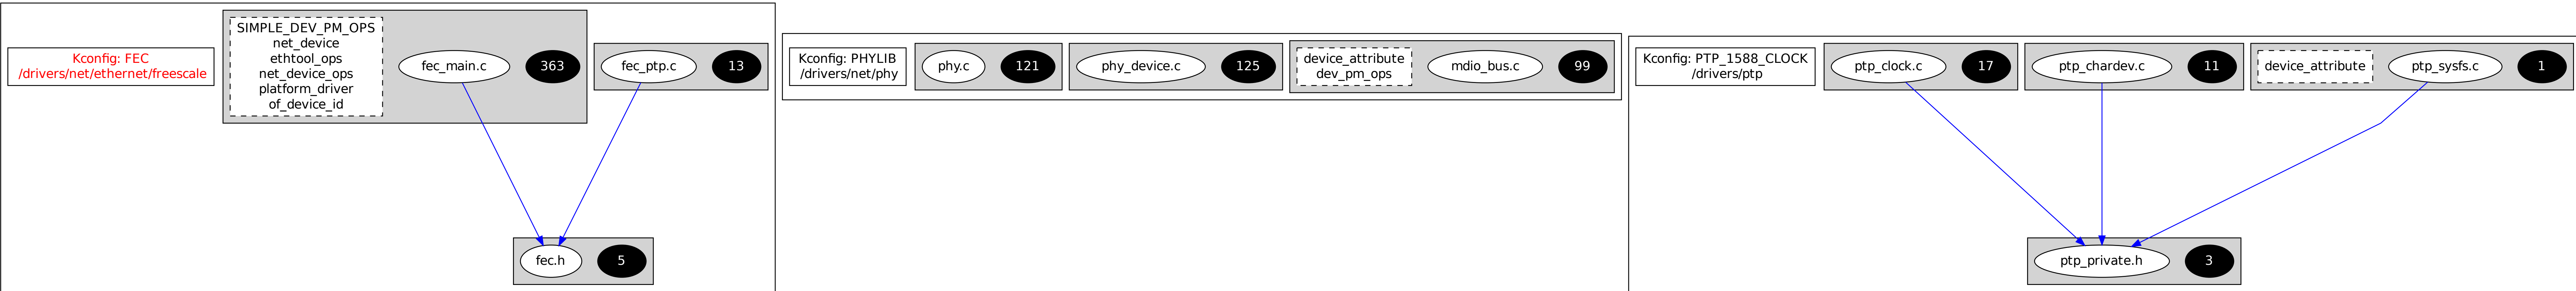 Kconfig: FEC
/drivers/net/ethernet/freescale
SIMPLE_DEV_PM_OPS
net_device
ethtool_ops
net_device_ops
platform_driver
of_device_id
fec_main.c
363
fec_ptp.c
13
fec.h
5
Kconfig: PHYLIB
/drivers/net/phy
phy.c
121
phy_device.c
125
device_attribute
dev_pm_ops
mdio_bus.c
99
Kconfig: PTP_1588_CLOCK
/drivers/ptp
ptp_clock.c
17
ptp_chardev.c
11
device_attribute
ptp_sysfs.c
1
ptp_private.h
3